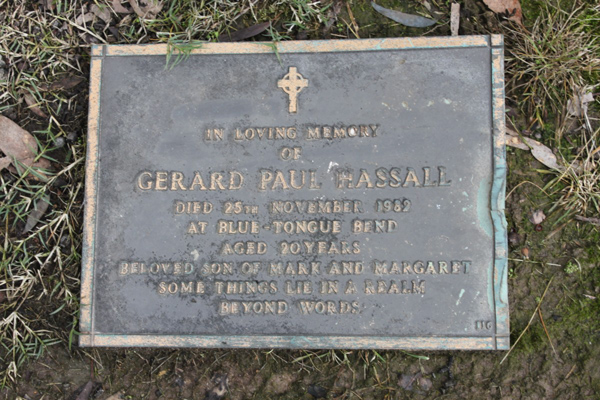 IN LOVING MEMORY
OF
GERARD PAUL HASSALL
DIED 25TH NOVEMBER 1989
AT BLUE-TONGUE BEND
AGED 20 YEARS
BELOVED SON OF MARK AND MARGARET
SOME THINGS LIE IN A REALM
BEYOND WORDS